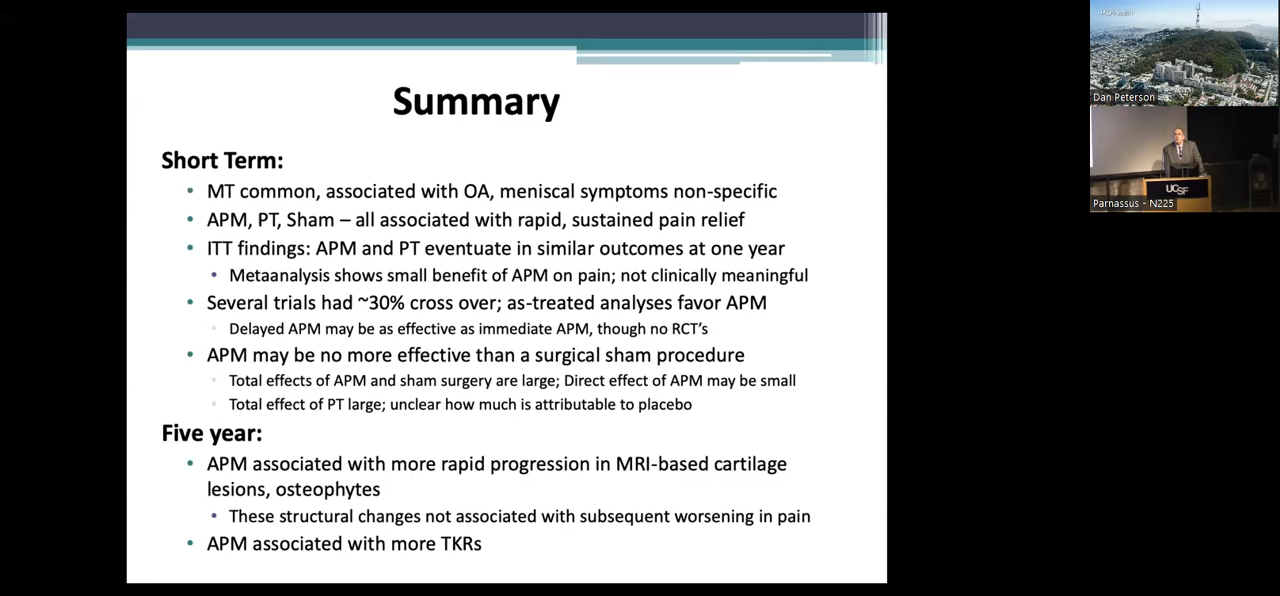 Summary
Short Term:
• MT common, associated with OA, meniscal symptoms non-specific
• APM, PT, Sham – all associated with rapid, sustained pain relief
• ITT findings: APM and PT eventuate in similar outcomes at one year
• Metaanalysis shows small benefit of APM on pain; not clinically meaningful
• Several trials had ~30% cross over; as-treated analyses favor APM
Delayed APM may be as effective as immediate APM, though no RCT's
• APM may be no more effective than a surgical sham procedure
Total effects of APM and sham surgery are large; Direct effect of APM may be small
Total effect of PT large; unclear how much is attributable to placebo
Five year:
• APM associated with more rapid progression in MRI-based cartilage
lesions, osteophytes
• These structural changes not associated with subsequent worsening in pain
• APM associated with more TKRs
Dan Peterson
UCSF
Parnassus - N225